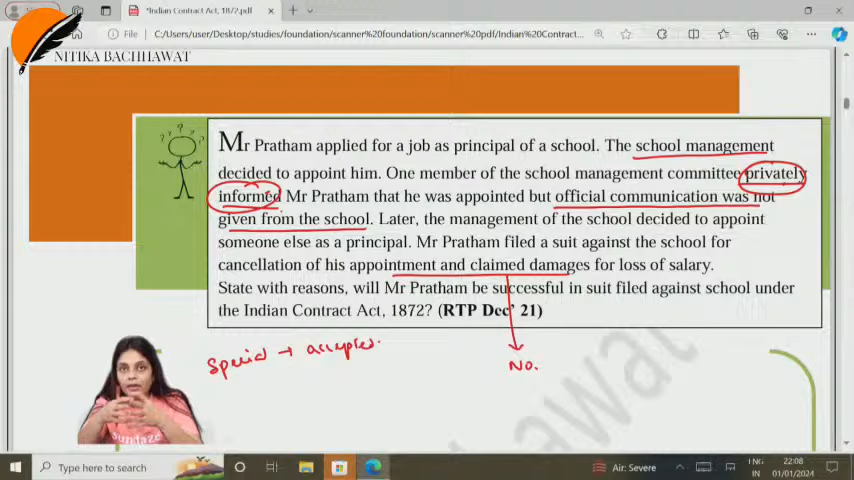 *Indian Contract Act, 1872.pdf
File
C:/Users/user/Desktop/studies/foundation/scanner%20foundation/scanner%20pdf/Indian%20Contract...
NITIKA BACHHAWAT
? ? ? ? ?
Mr Pratham applied for a job as principal of a school. The school management
decided to appoint him. One member of the school management committee privately
informed Mr Pratham that he was appointed but official communication was not
given from the school. Later, the management of the school decided to appoint
someone else as a principal. Mr Pratham filed a suit against the school for
cancellation of his appointment and claimed damages for loss of salary.
State with reasons, will Mr Pratham be successful in suit filed against school under
the Indian Contract Act, 1872? (RTP Dec' 21)
accepted.
No.
sundaze
Type here to search
Air: Severe
ENG
IN
22:08
01/01/2024